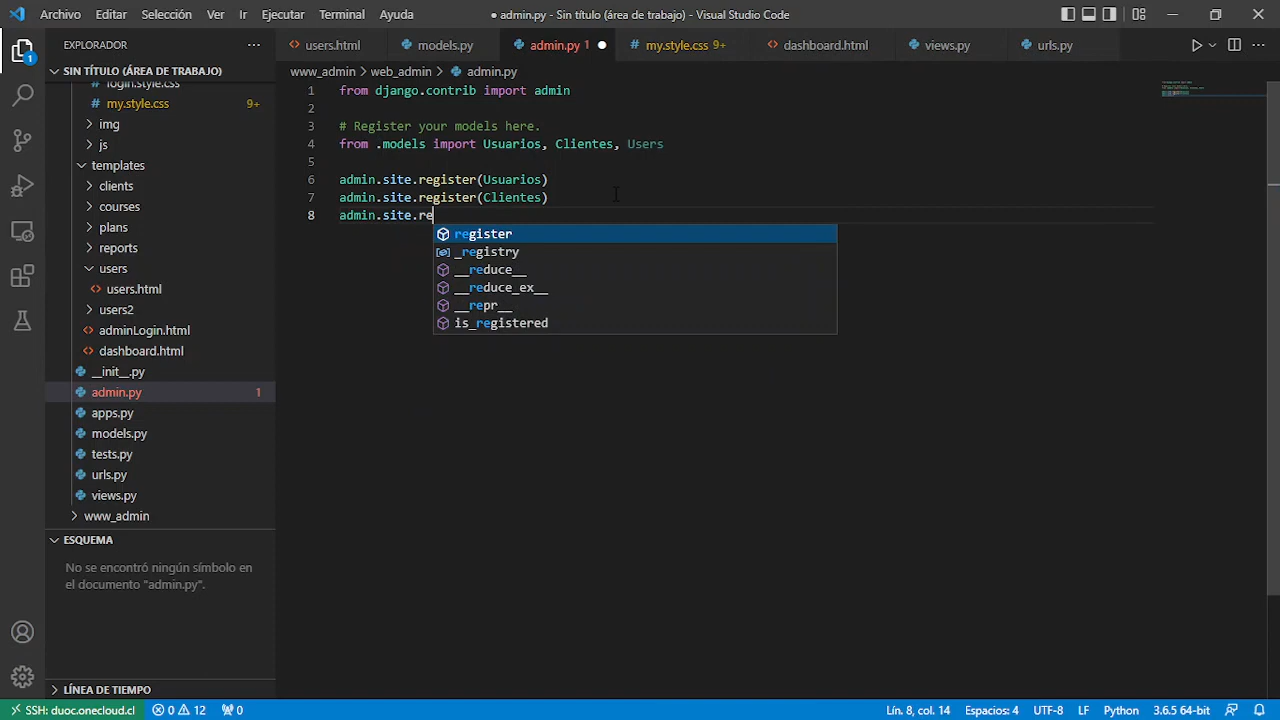 Archivo Editar Selección Ver Ir Ejecutar Terminal Ayuda
● admin.py - Sin título (área de trabajo) - Visual Studio Code
EXPLORADOR
users.html models.py admin.py 1 my.style.css 9+ dashboard.html views.py urls.py
SIN TÍTULO (ÁREA DE TRABAJO)
www_admin > web_admin > admin.py
login.style.css
my.style.css 9+
img
js
templates
clients
courses
plans
reports
users
users.html
users2
adminLogin.html
dashboard.html
__init__.py
admin.py 1
apps.py
models.py
tests.py
urls.py
views.py
www_admin
ESQUEMA
No se encontró ningún símbolo en
el documento "admin.py".
LÍNEA DE TIEMPO
1 from django.contrib import admin
2
3 # Register your models here.
4 from .models import Usuarios, Clientes, Users
5
6 admin.site.register(Usuarios)
7 admin.site.register(Clientes)
8 admin.site.re
register
_registry
__reduce__
__reduce_ex__
__repr__
is_registered
1
SSH: duoc.onecloud.cl 0 12 0 Lín. 8, col. 14 Espacios: 4 UTF-8 LF Python 3.6.5 64-bit